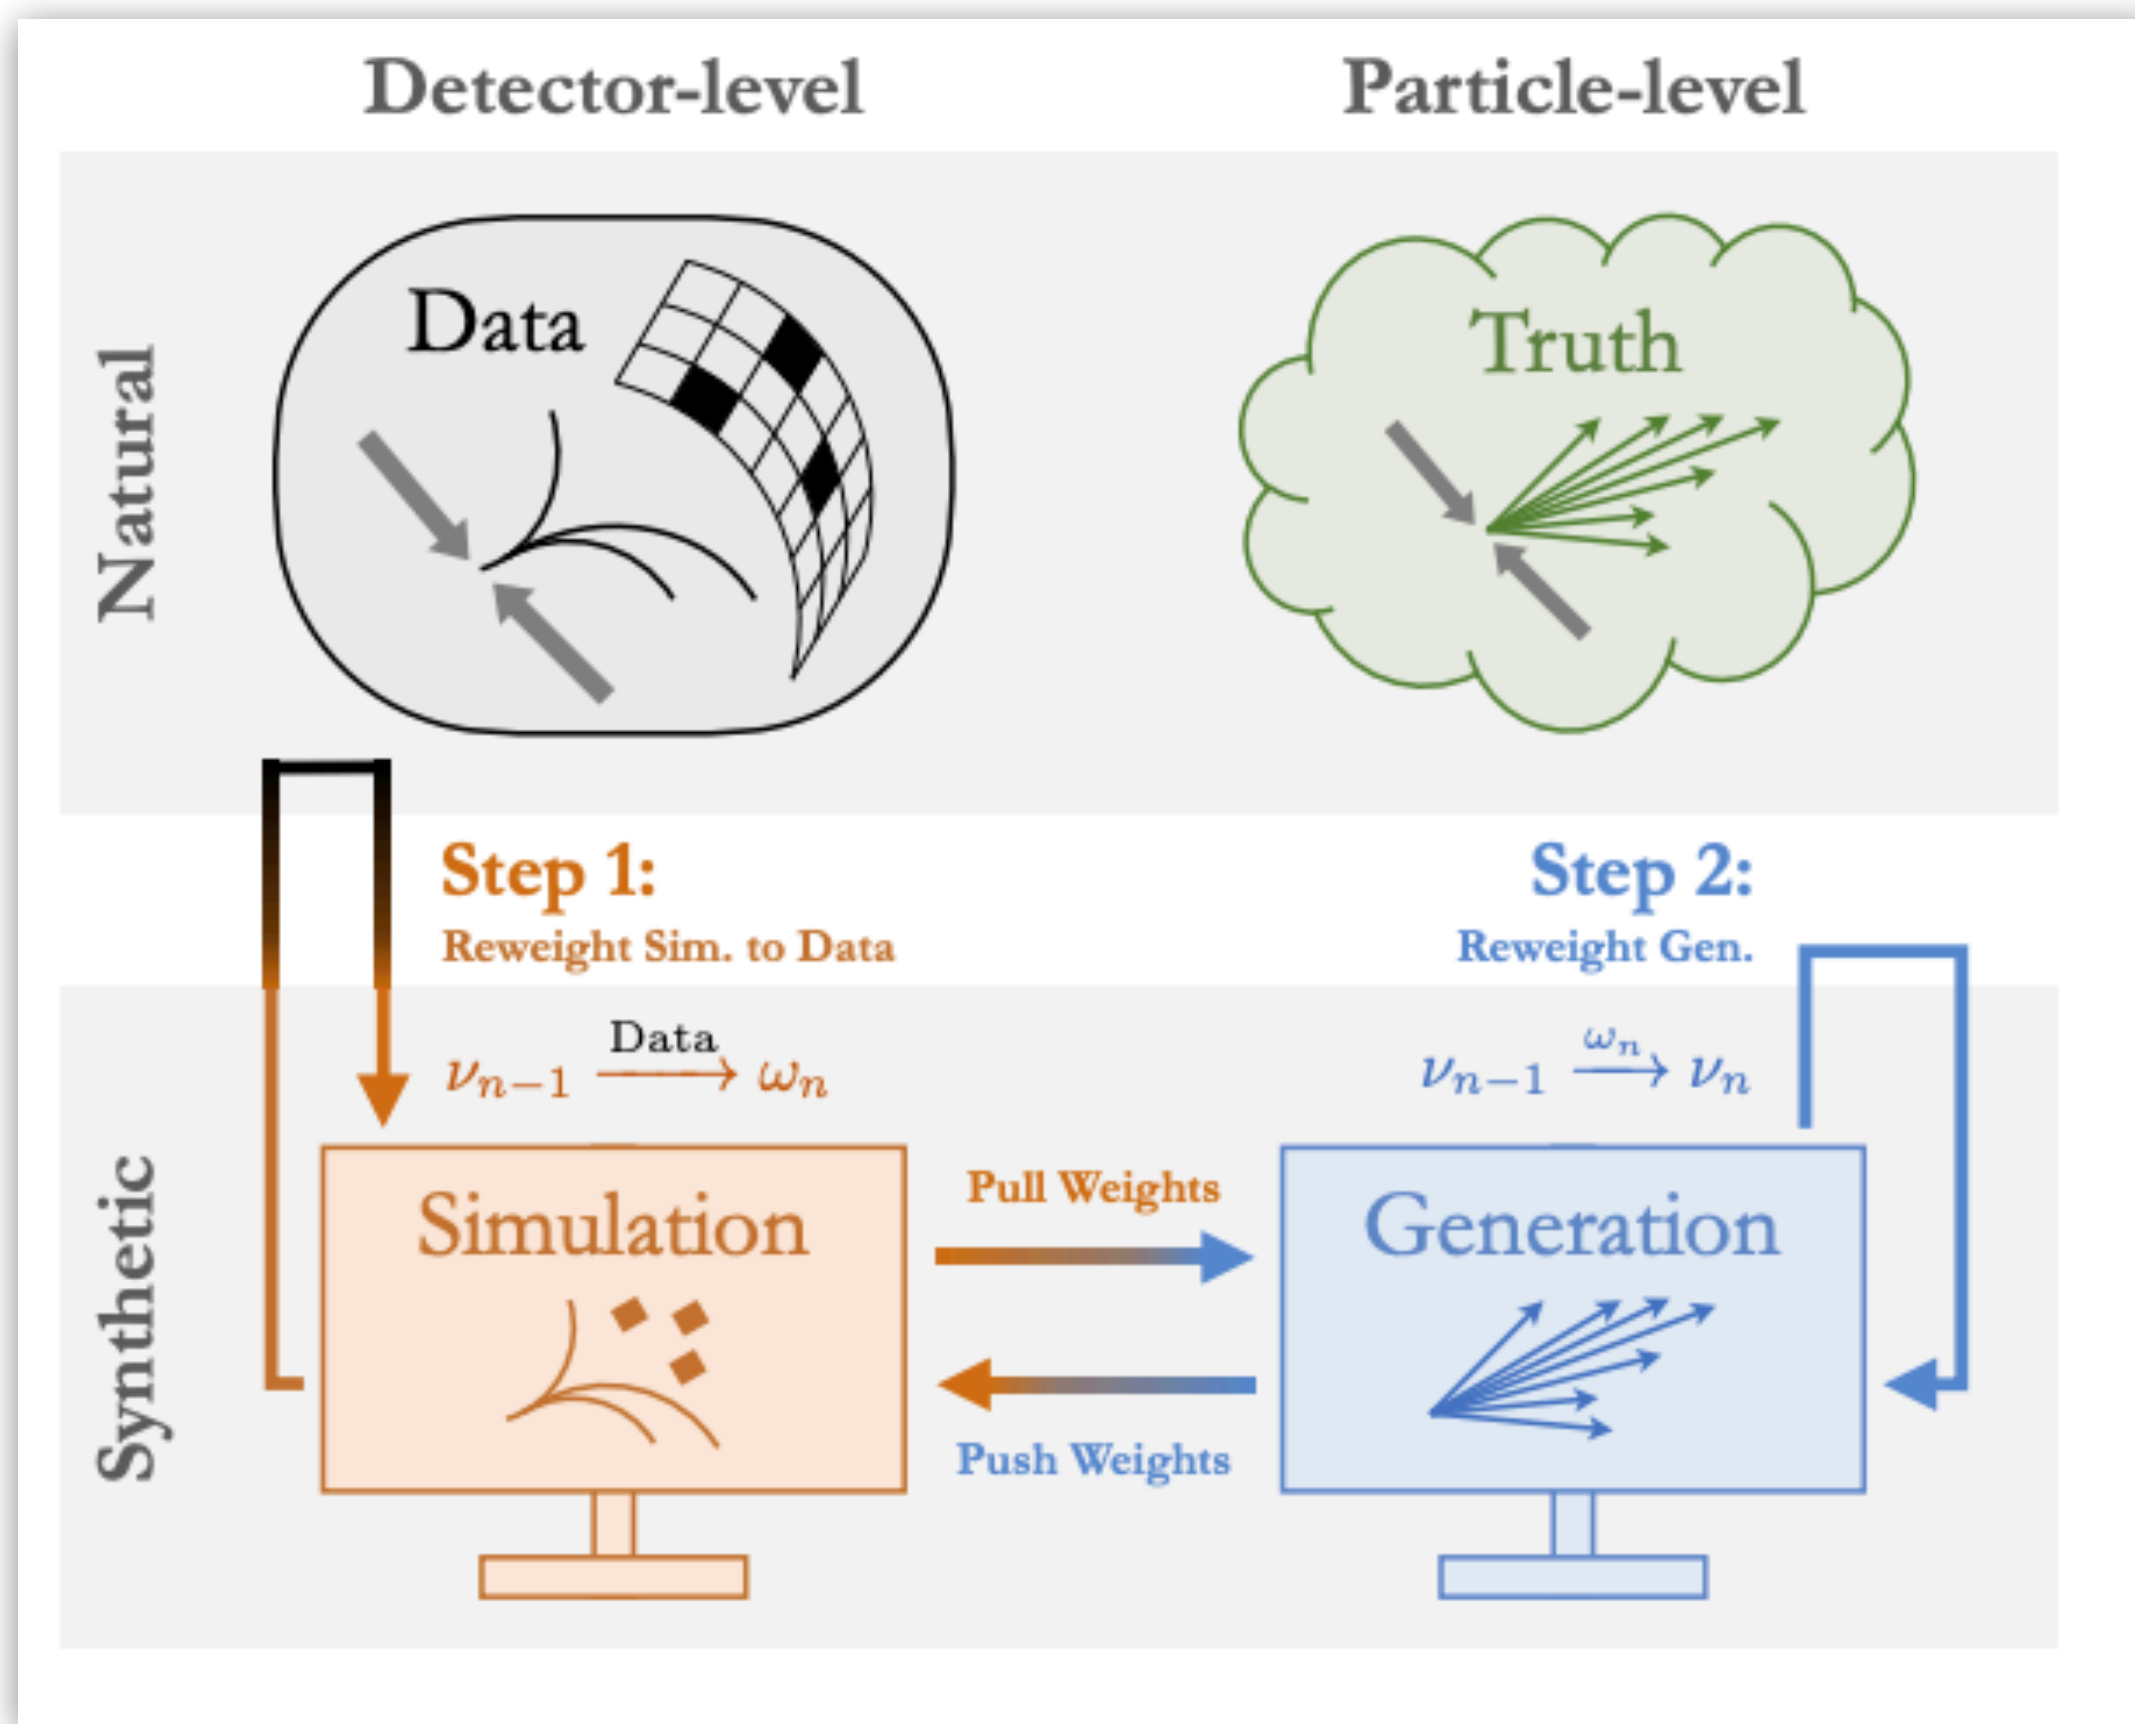 Detector-level
Particle-level
Natural
Data
Truth
Step 1:
Reweight Sim. to Data
Step 2:
Reweight Gen.
Synthetic
νₙ₋₁ —Data→ ωₙ
νₙ₋₁ —ωₙ→ νₙ
Simulation
Pull Weights
Push Weights
Generation